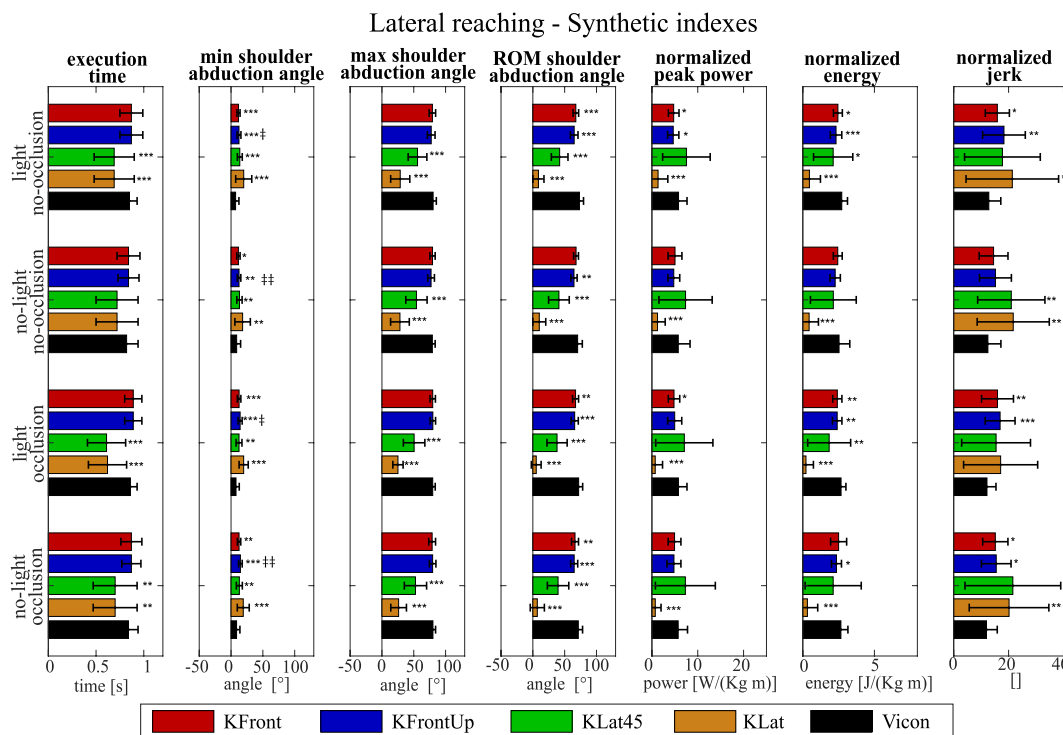 Lateral reaching - Synthetic indexes
execution
time
min shoulder
abduction angle
max shoulder
abduction angle
ROM shoulder
abduction angle
normalized
peak power
normalized
energy
normalized
jerk
light
no-occlusion
*** ***‡ *** *** *** *** *** *** *** *** *** *** * * *** * *** * *** * **
no-light
no-occlusion
* ** ‡‡ ** ** *** *** ** *** *** *** *** ** **
light
occlusion
*** *** *** ***‡ ** *** *** *** ** *** *** *** * *** ** ** ** *** ** ***
no-light
occlusion
** ** ** ***‡‡ ** *** *** *** ** *** *** *** *** * *** * * **
0 0.5 1
time [s]
0 50 100
angle [°]
-50 0 50 100
angle [°]
-50 0 50 100
angle [°]
0 10 20
power [W/(Kg m)]
0 5
energy [J/(Kg m)]
0 20 40
[]
KFront KFrontUp KLat45 KLat Vicon